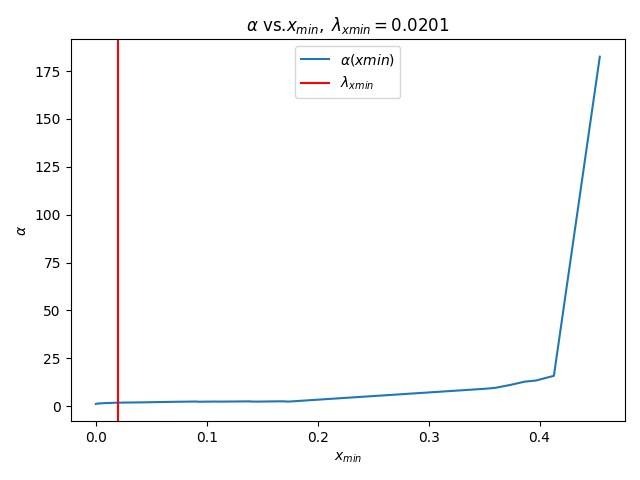 α vs.x_min, λ_xmin = 0.0201
α(xmin)
λ_xmin
α
175
150
125
100
75
50
25
0
0.0 0.1 0.2 0.3 0.4
x_min